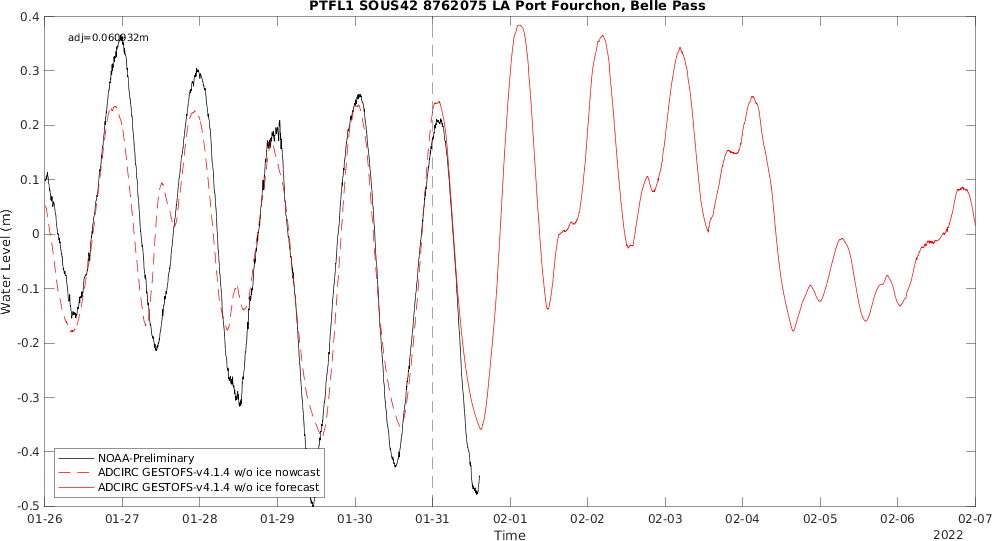 PTFL1 SOUS42 8762075 LA Port Fourchon, Belle Pass
adj=0.060932m
0.4
0.3
0.2
0.1
0
-0.1
-0.2
-0.3
-0.4
-0.5
Water Level (m)
NOAA-Preliminary
ADCIRC GESTOFS-v4.1.4 w/o ice nowcast
ADCIRC GESTOFS-v4.1.4 w/o ice forecast
01-26 01-27 01-28 01-29 01-30 01-31 02-01 02-02 02-03 02-04 02-05 02-06 02-07
Time
2022